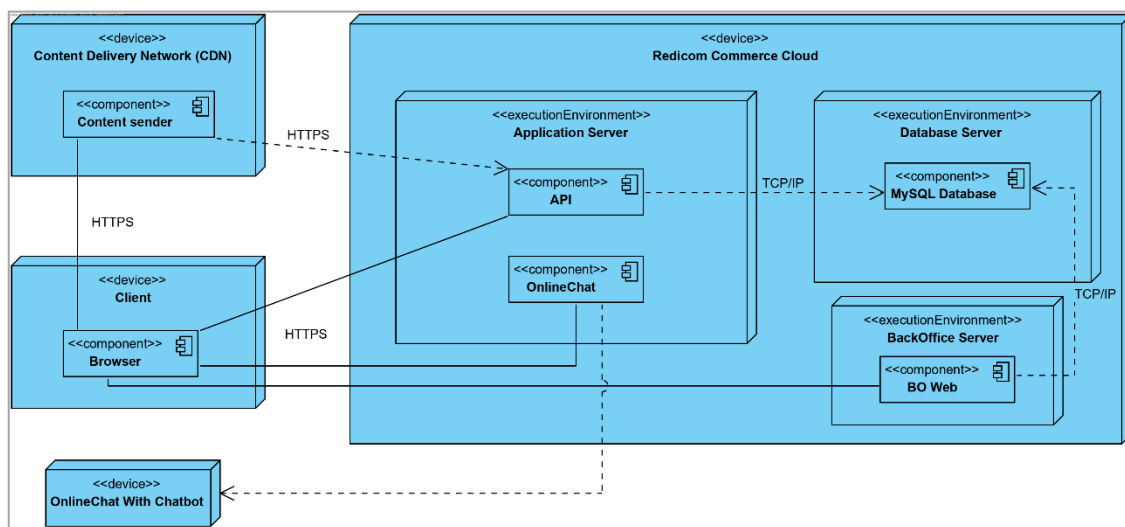 <<device>>
Content Delivery Network (CDN)
<<component>>
Content sender
HTTPS
<<device>>
Redicom Commerce Cloud
<<executionEnvironment>>
Application Server
<<component>>
API
<<component>>
OnlineChat
TCP/IP
<<executionEnvironment>>
Database Server
<<component>>
MySQL Database
TCP/IP
<<executionEnvironment>>
BackOffice Server
<<component>>
BO Web
HTTPS
<<device>>
Client
<<component>>
Browser
HTTPS
<<device>>
OnlineChat With Chatbot